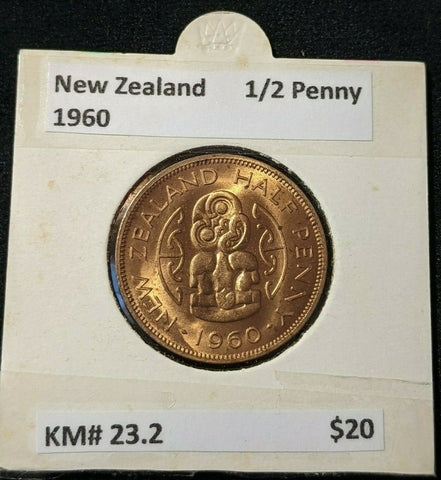 New Zealand 1/2 Penny
1960
NEW ZEALAND HALF PENNY
· 1960 ·
KM# 23.2 $20